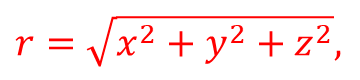 r = √(x² + y² + z²),